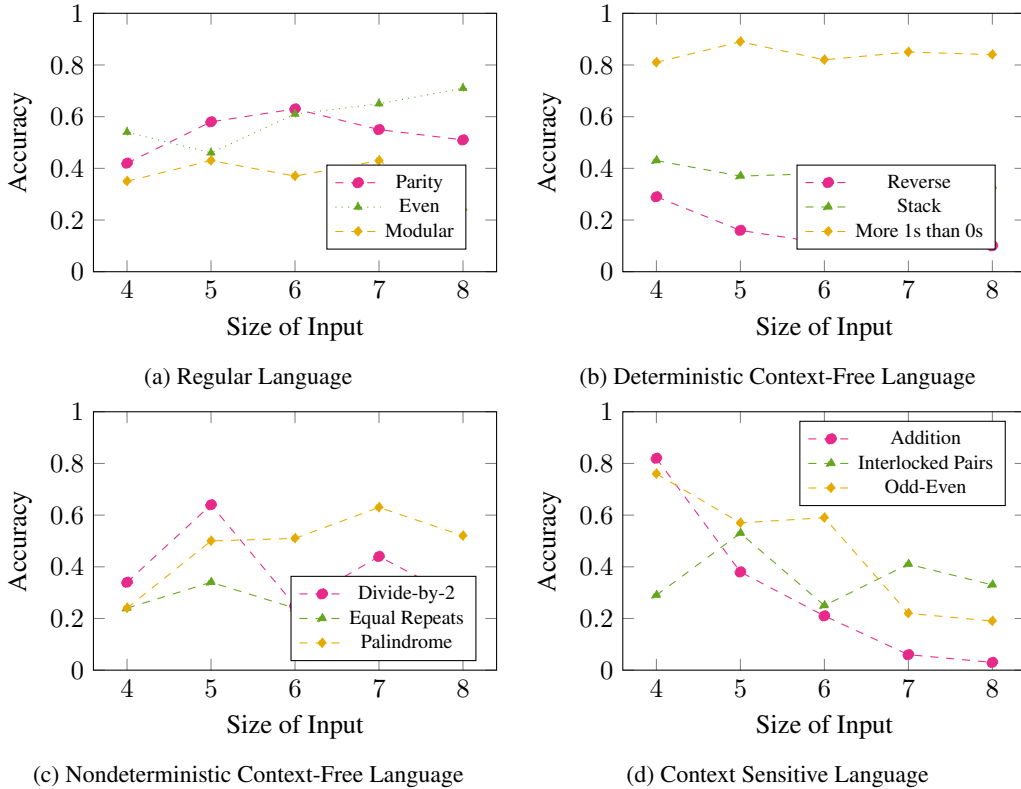 1
0.8
0.6
0.4
0.2
0
Accuracy
4 5 6 7 8
Size of Input
Parity
Even
Modular
(a) Regular Language
1
0.8
0.6
0.4
0.2
0
Accuracy
4 5 6 7 8
Size of Input
Reverse
Stack
More 1s than 0s
(b) Deterministic Context-Free Language
1
0.8
0.6
0.4
0.2
0
Accuracy
4 5 6 7 8
Size of Input
Divide-by-2
Equal Repeats
Palindrome
(c) Nondeterministic Context-Free Language
1
0.8
0.6
0.4
0.2
0
Accuracy
4 5 6 7 8
Size of Input
Addition
Interlocked Pairs
Odd-Even
(d) Context Sensitive Language